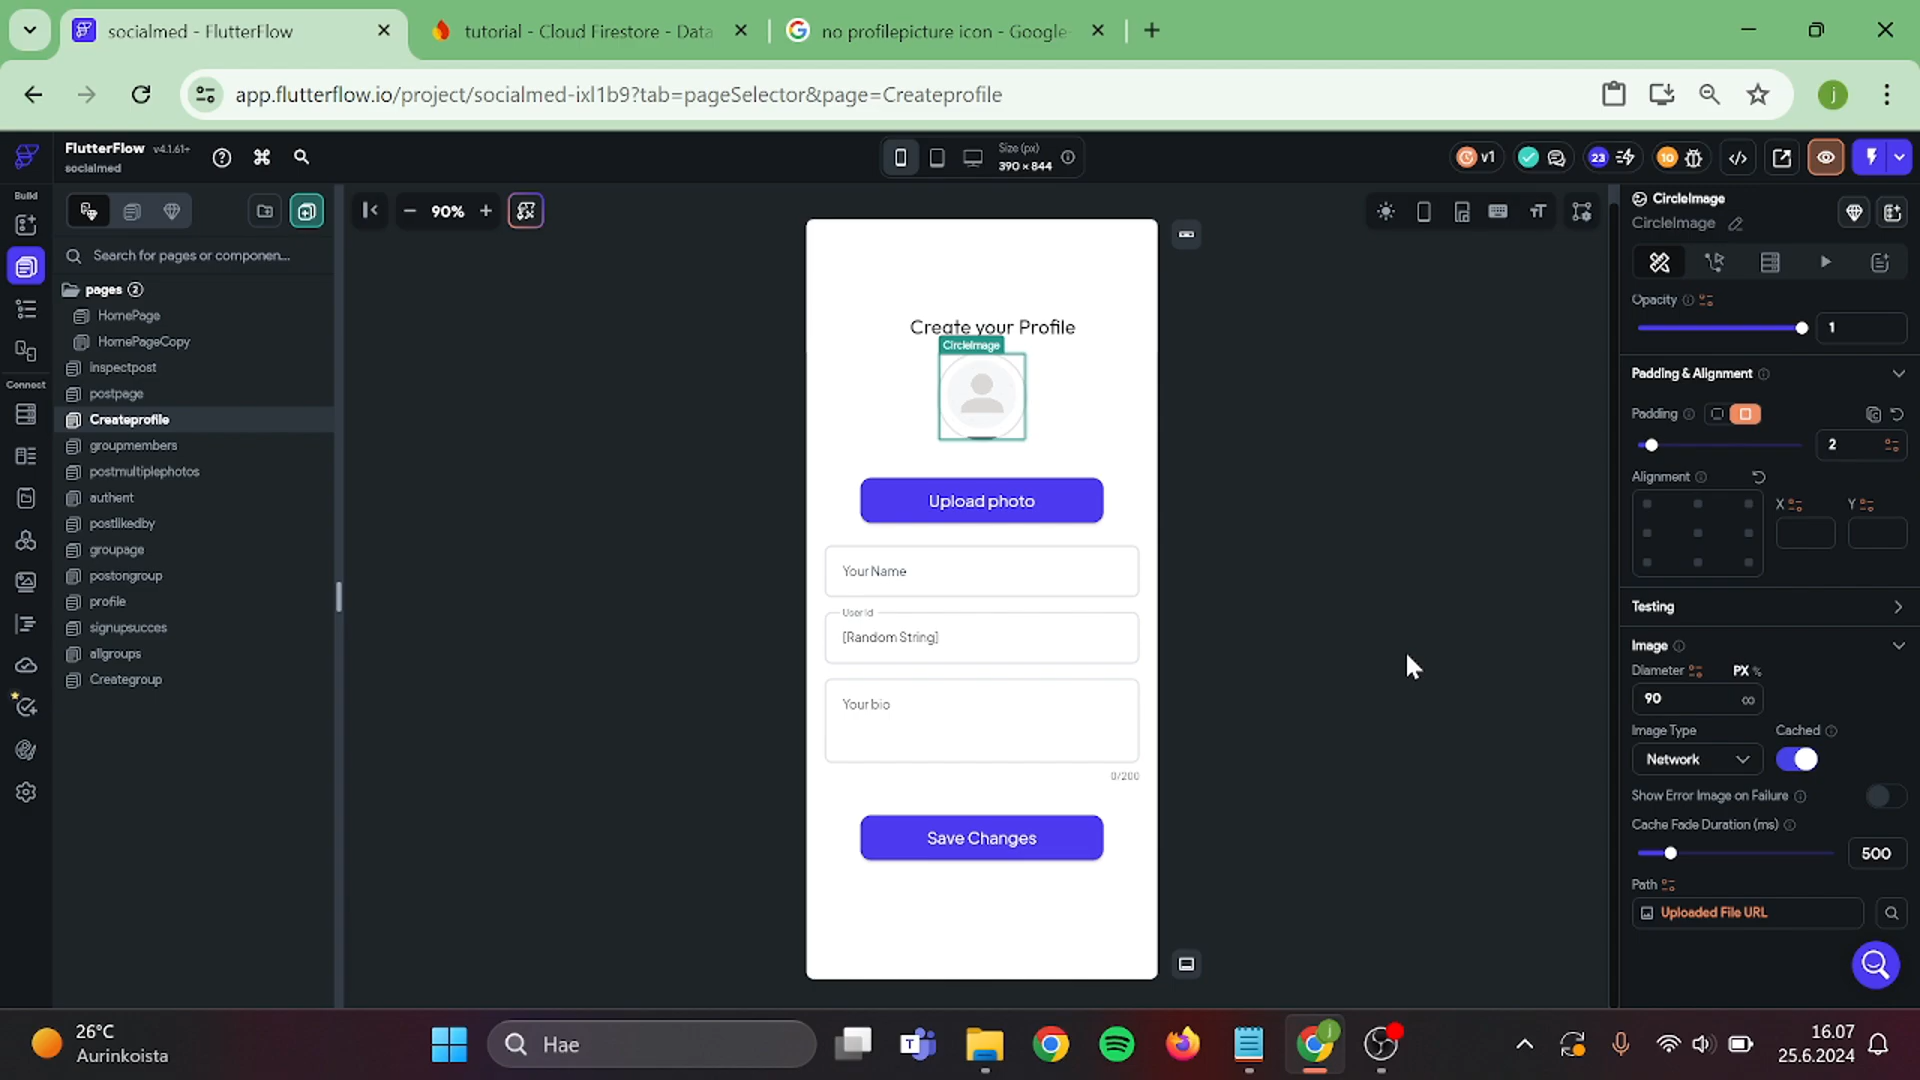 socialmed - FlutterFlow
tutorial - Cloud Firestore - Data
no profilepicture icon - Google
app.flutterflow.io/project/socialmed-ixl1b9?tab=pageSelector&page=Createprofile
j
FlutterFlow v4.1.61+
socialmed
Size (px)
390 × 844
v1
23
10
Build
Connect
90%
Search for pages or componen...
pages 2
HomePage
HomePageCopy
inspectpost
postpage
Createprofile
groupmembers
postmultiplephotos
authent
postlikedby
groupage
postongroup
profile
signupsucces
allgroups
Creategroup
Create your Profile
CircleImage
Upload photo
Your Name
User Id
[Random String]
Your bio
0/200
Save Changes
CircleImage
CircleImage
Opacity
1
Padding & Alignment
Padding
2
Alignment
X
Y
Testing
Image
Diameter PX %
90
Image Type Cached
Network
Show Error Image on Failure
Cache Fade Duration (ms)
500
Path
Uploaded File URL
26°C
Aurinkoista
Hae
16.07
25.6.2024